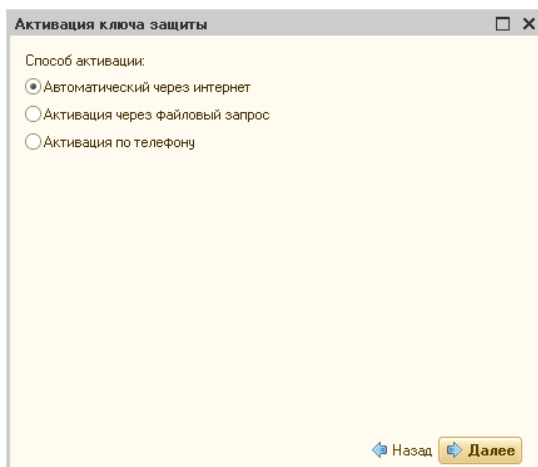 Активация ключа защиты
Способ активации:
Автоматический через интернет
Активация через файловый запрос
Активация по телефону
Назад Далее